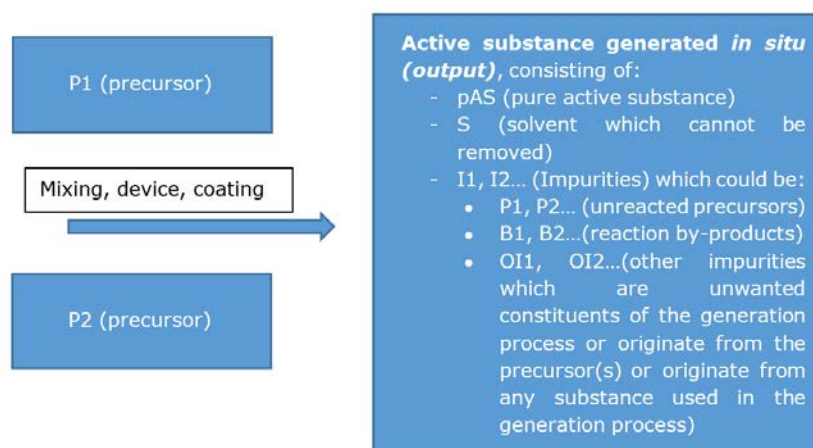 P1 (precursor)
Mixing, device, coating
P2 (precursor)
Active substance generated in situ
(output), consisting of:
- pAS (pure active substance)
- S (solvent which cannot be
removed)
- I1, I2... (Impurities) which could be:
• P1, P2... (unreacted precursors)
• B1, B2...(reaction by-products)
• OI1, OI2...(other impurities
which are unwanted
constituents of the generation
process or originate from the
precursor(s) or originate from
any substance used in the
generation process)